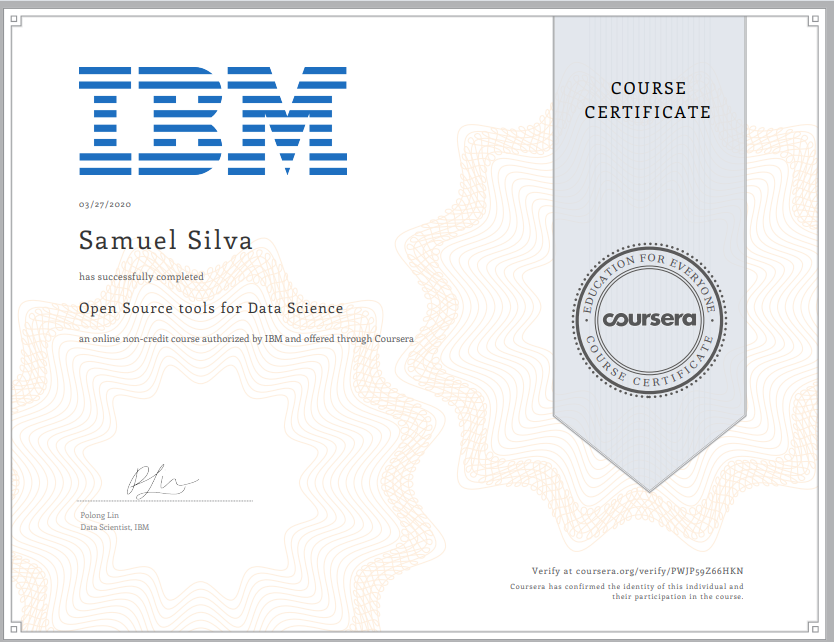 IBM
03/27/2020
Samuel Silva
has successfully completed
Open Source tools for Data Science
an online non-credit course authorized by IBM and offered through Coursera
Polong Lin
Data Scientist, IBM
COURSE
CERTIFICATE
EDUCATION FOR EVERYONE
coursera
COURSE CERTIFICATE
Verify at coursera.org/verify/PWJP59Z66HKN
Coursera has confirmed the identity of this individual and
their participation in the course.